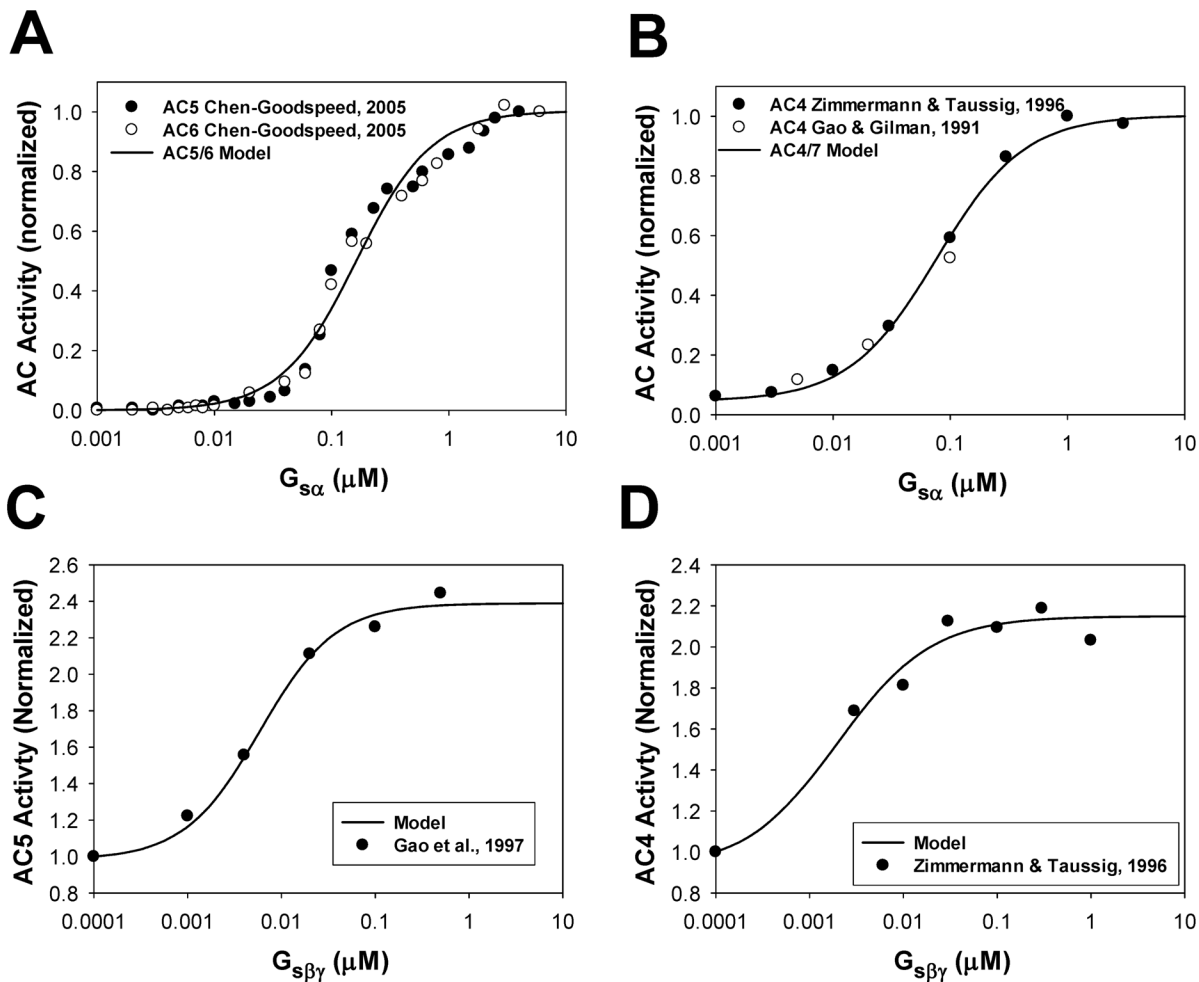 A
AC Activity (normalized)
1.0
0.8
0.6
0.4
0.2
0.0
AC5 Chen-Goodspeed, 2005
AC6 Chen-Goodspeed, 2005
AC5/6 Model
0.001 0.01 0.1 1 10
Gsα (μM)
B
AC Activity (normalized)
1.0
0.8
0.6
0.4
0.2
0.0
AC4 Zimmermann & Taussig, 1996
AC4 Gao & Gilman, 1991
AC4/7 Model
0.001 0.01 0.1 1 10
Gsα (μM)
C
AC5 Activty (Normalized)
2.6
2.4
2.2
2.0
1.8
1.6
1.4
1.2
1.0
0.8
Model
Gao et al., 1997
0.0001 0.001 0.01 0.1 1 10
Gsβγ (μM)
D
AC4 Activty (Normalized)
2.4
2.2
2.0
1.8
1.6
1.4
1.2
1.0
0.8
Model
Zimmermann & Taussig, 1996
0.0001 0.001 0.01 0.1 1 10
Gsβγ (μM)